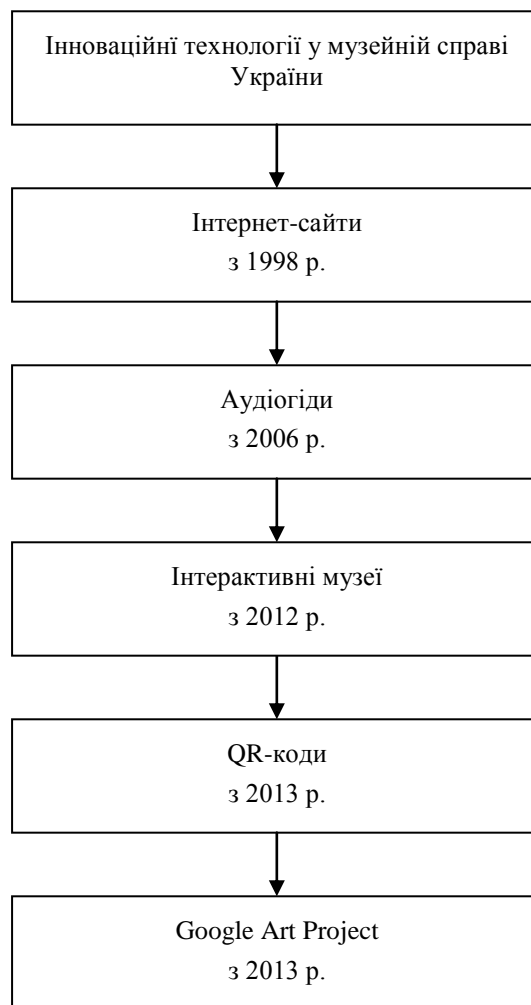 Інноваційнї технології у музейній справі
України
Інтернет-сайти
з 1998 р.
Аудіогіди
з 2006 р.
Інтерактивні музеї
з 2012 р.
QR-коди
з 2013 р.
Google Art Project
з 2013 р.